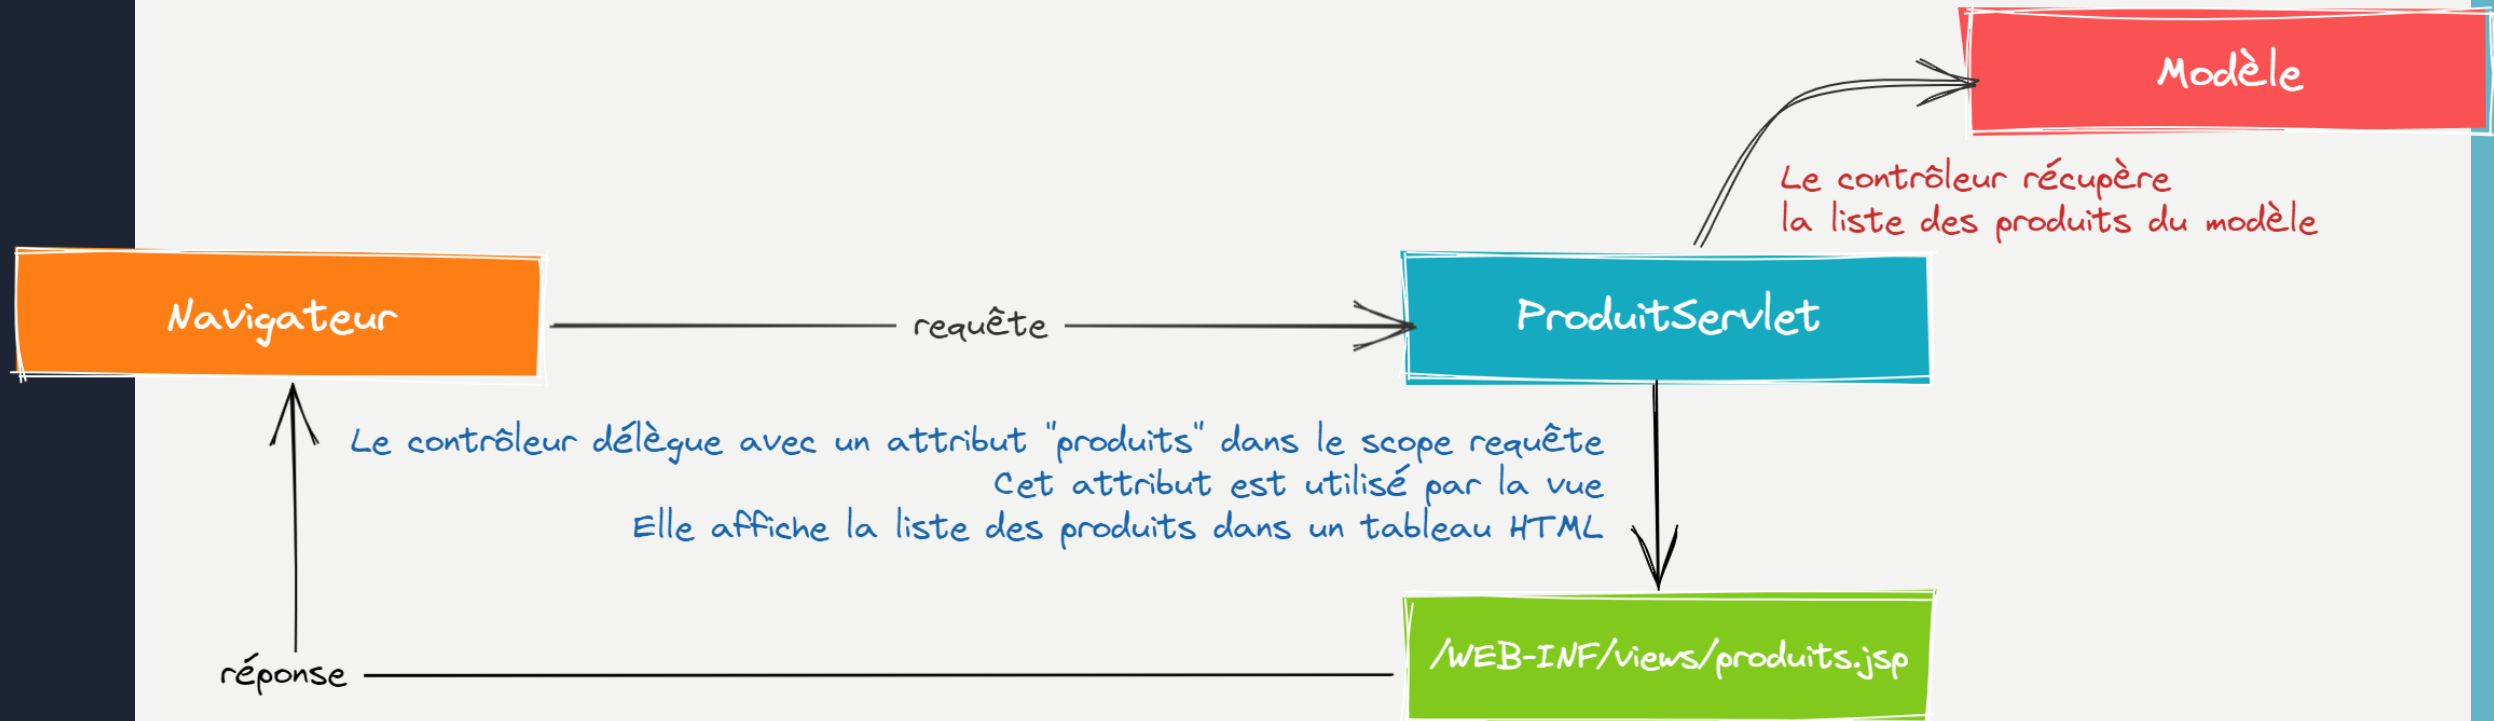 Modèle
Le contrôleur récupère
la liste des produits du modèle
Navigateur
requête
ProduitServlet
Le contrôleur délègue avec un attribut "produits" dans le scope requête
Cet attribut est utilisé par la vue
Elle affiche la liste des produits dans un tableau HTML
/WEB-INF/views/produits.jsp
réponse